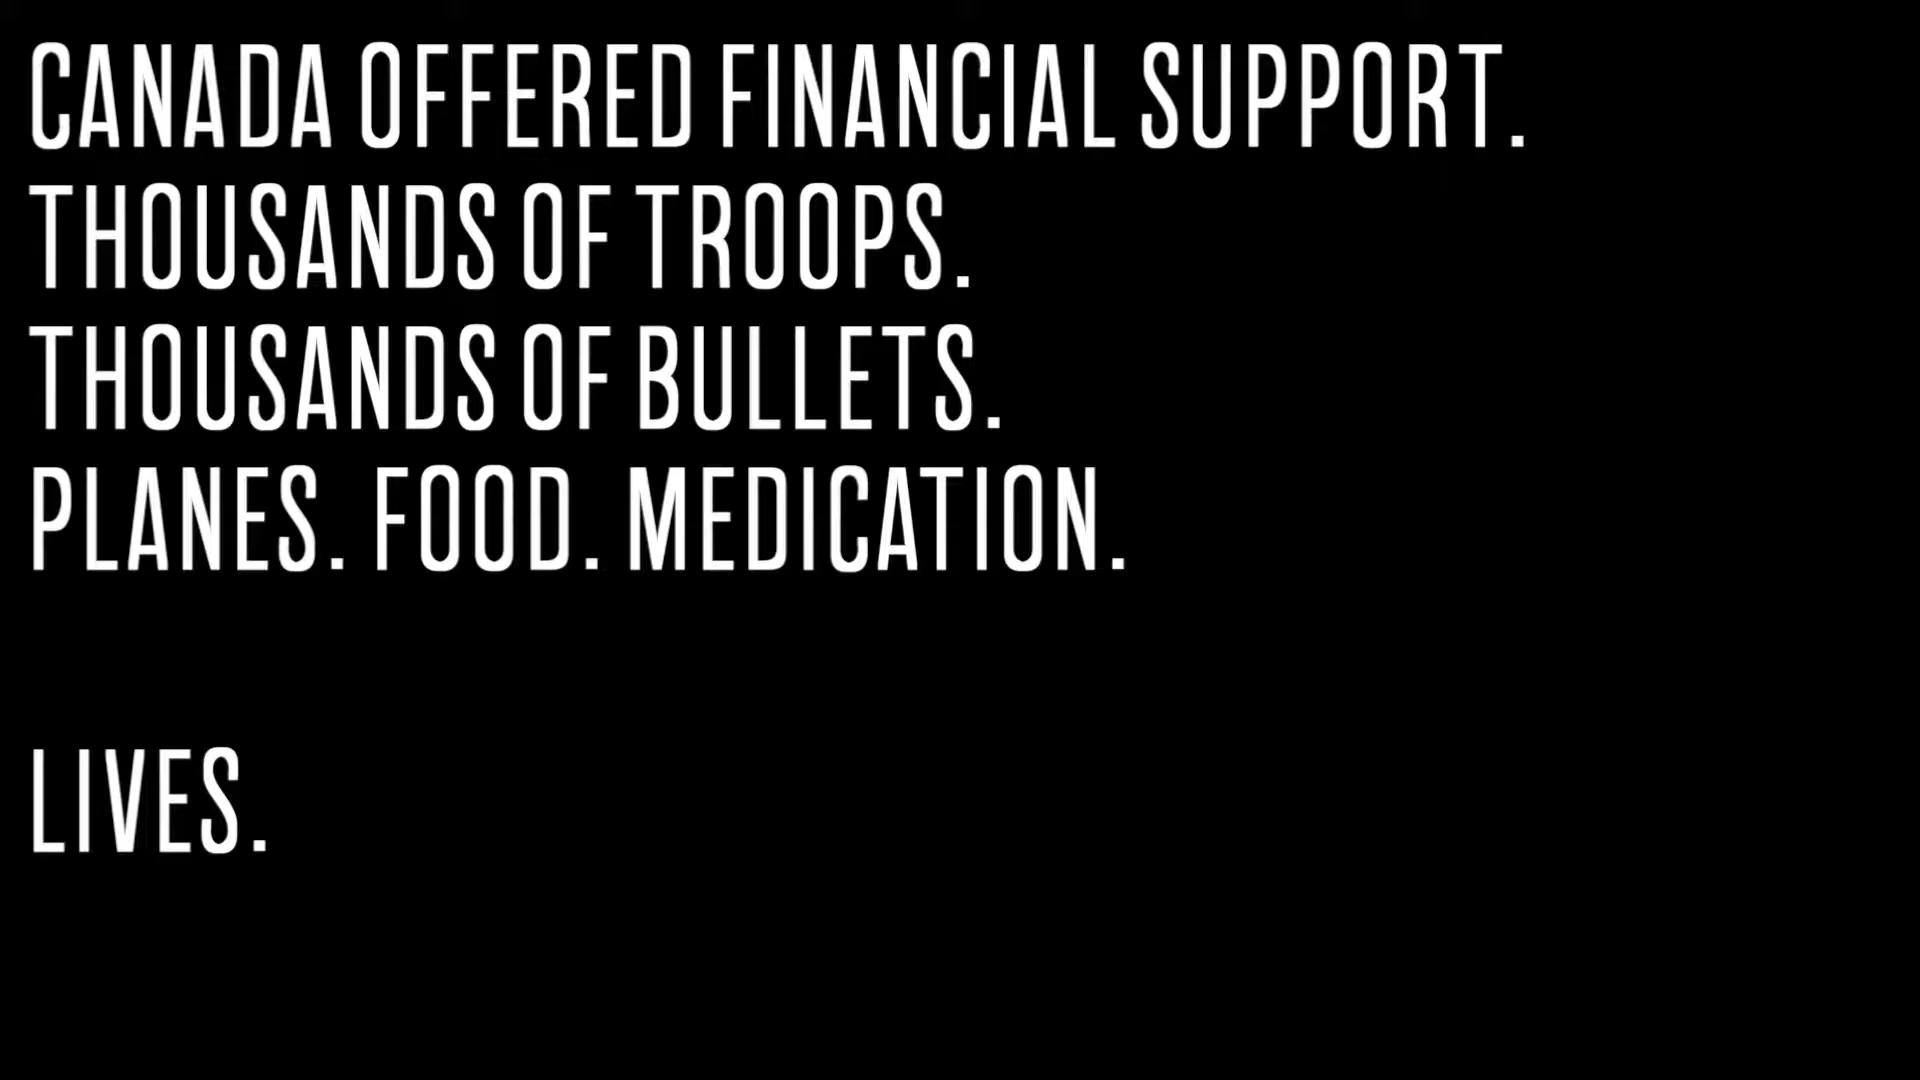 CANADA OFFERED FINANCIAL SUPPORT.
THOUSANDS OF TROOPS.
THOUSANDS OF BULLETS.
PLANES. FOOD. MEDICATION.
LIVES.